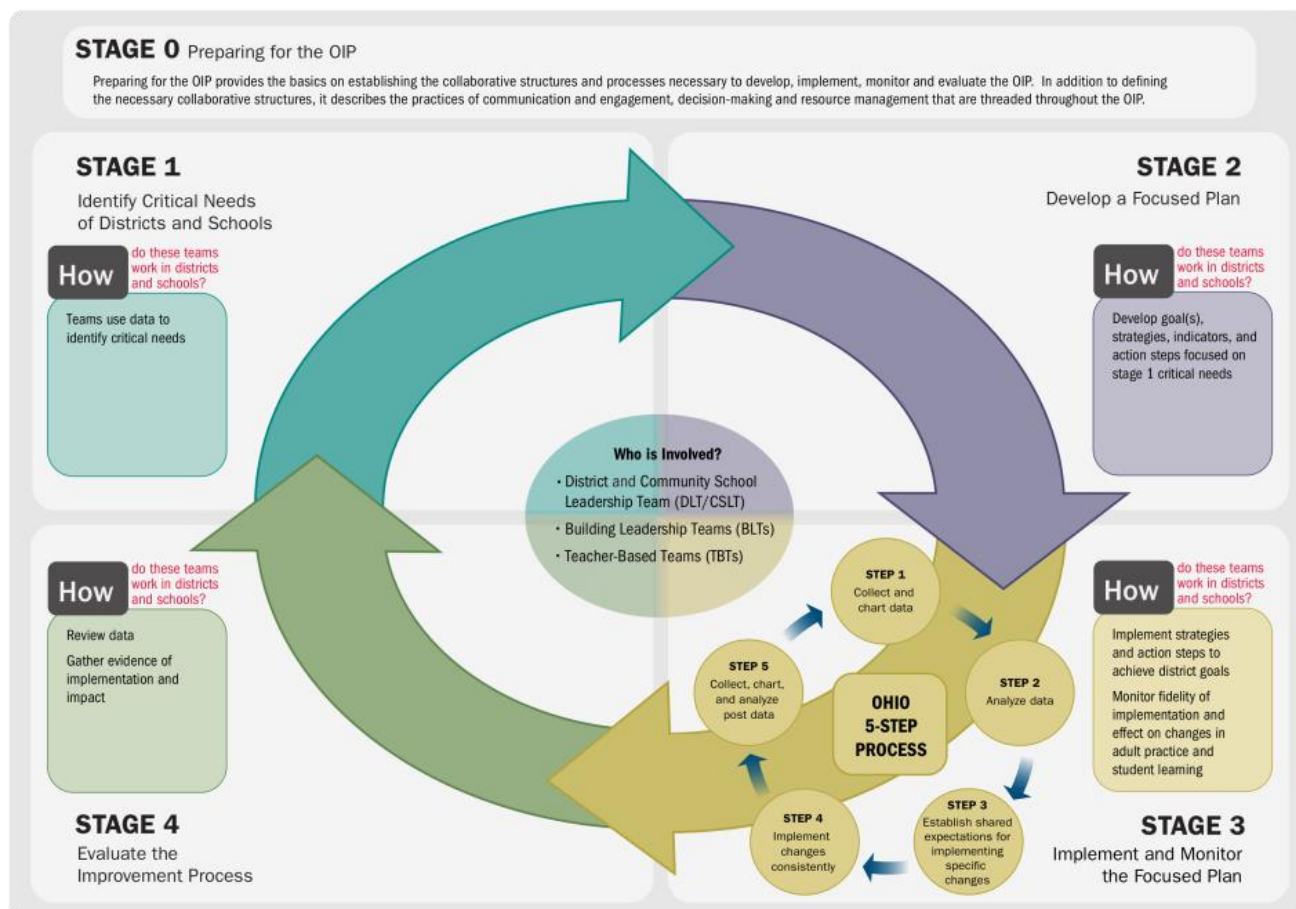 STAGE 0 Preparing for the OIP
Preparing for the OIP provides the basics on establishing the collaborative structures and processes necessary to develop, implement, monitor and evaluate the OIP. In addition to defining
the necessary collaborative structures, it describes the practices of communication and engagement, decision-making and resource management that are threaded throughout the OIP.
STAGE 1
Identify Critical Needs
of Districts and Schools
How
do these teams
work in districts
and schools?
Teams use data to
identify critical needs
STAGE 2
Develop a Focused Plan
How
do these teams
work in districts
and schools?
Develop goal(s),
strategies, indicators, and
action steps focused on
stage 1 critical needs
Who is Involved?
• District and Community School
Leadership Team (DLT/CSLT)
• Building Leadership Teams (BLTs)
• Teacher-Based Teams (TBTs)
How
do these teams
work in districts
and schools?
Implement strategies
and action steps to
achieve district goals
Monitor fidelity of
implementation and
effect on changes in
adult practice and
student learning
STAGE 3
Implement and Monitor
the Focused Plan
OHIO
5-STEP
PROCESS
STEP 1
Collect and
chart data
STEP 2
Analyze data
STEP 3
Establish shared
expectations for
implementing
specific
changes
STEP 4
Implement
changes
consistently
STEP 5
Collect, chart,
and analyze
post data
How
do these teams
work in districts
and schools?
Review data
Gather evidence of
implementation and
impact
STAGE 4
Evaluate the
Improvement Process